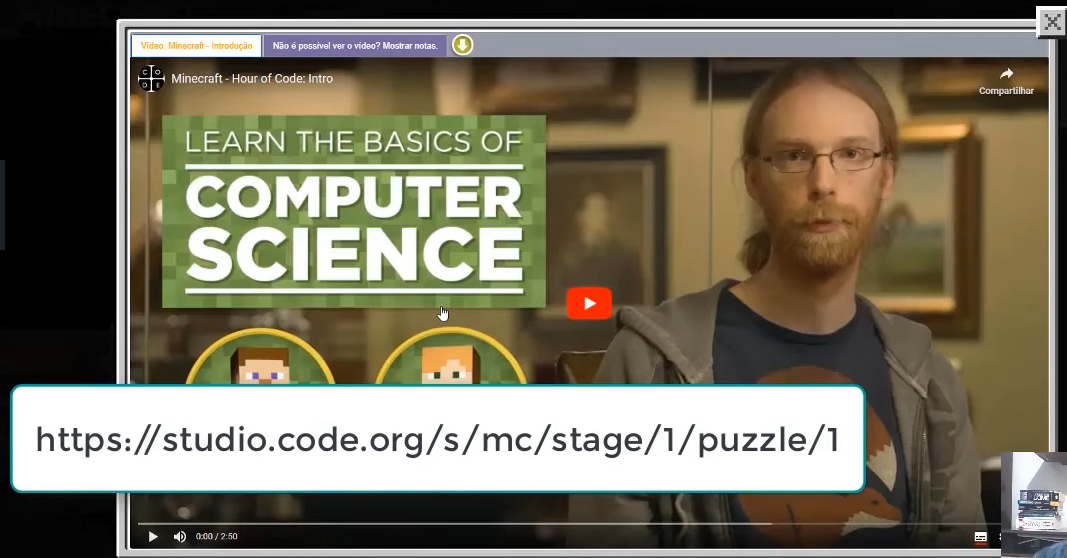 Vídeo. Minecraft - Introdução
Não é possível ver o vídeo? Mostrar notas.
CODE
Minecraft - Hour of Code: Intro
Compartilhar
LEARN THE BASICS OF
COMPUTER
SCIENCE
https://studio.code.org/s/mc/stage/1/puzzle/1
0:00 / 2:50